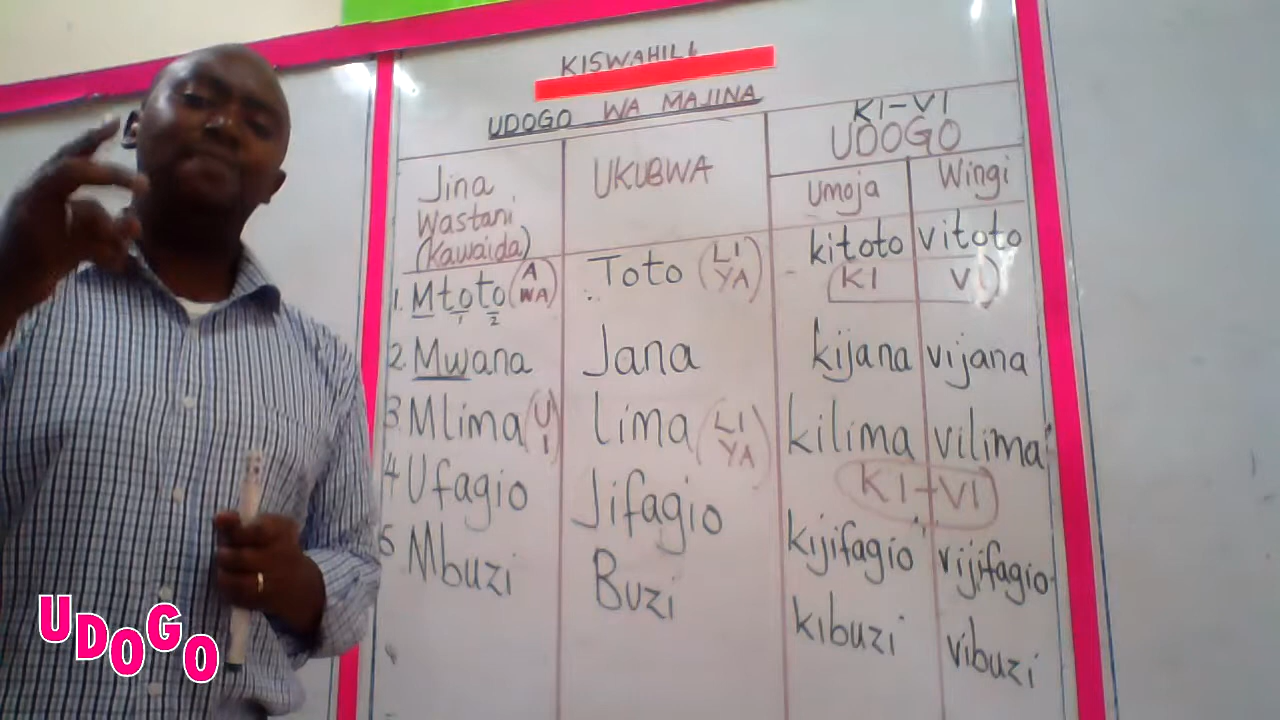 KISWAHILI
UDOGO WA MAJINA
KI-VI
UDOGO
Jina Wastani (Kawaida)
UKUBWA
Umoja
Wingi
1. Mtoto (A WA)
1 2
Toto (LI YA)
kitoto
vitoto
(KI VI)
2. Mwana
Jana
kijana
vijana
3. Mlima (U I)
Lima (LI YA)
kilima
vilima
KI-VI
4 Ufagio
Jifagio
kijifagio
vijifagio
5 Mbuzi
Buzi
kibuzi
vibuzi
UDOGO